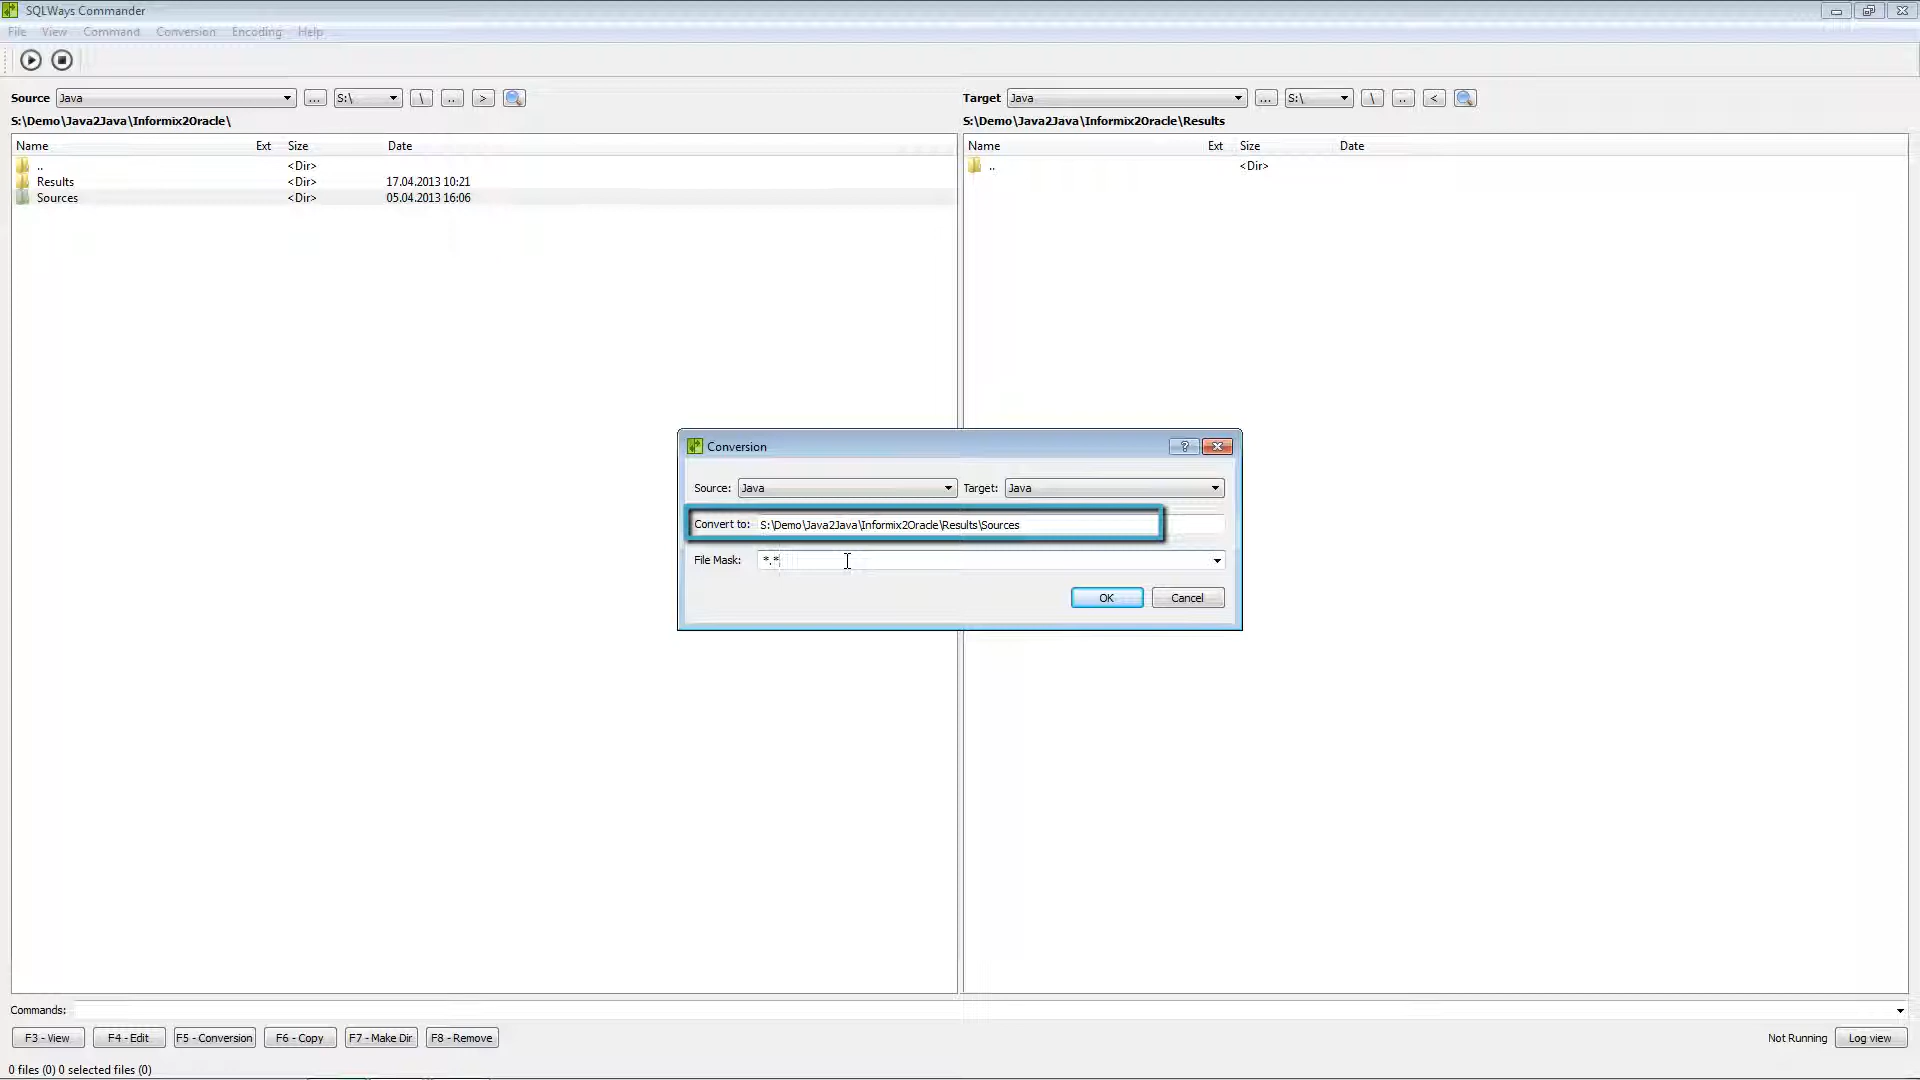 SQLWays Commander
File View Command Conversion Encoding Help
Source Java ... S:\ \ .. >
Target Java ... S:\ \ .. <
S:\Demo\Java2Java\Informix2Oracle\
S:\Demo\Java2Java\Informix2Oracle\Results
Name Ext Size Date
.. <Dir>
Results <Dir> 17.04.2013 10:21
Sources <Dir> 05.04.2013 16:06
Name Ext Size Date
.. <Dir>
Conversion
?
Source: Java Target: Java
Convert to: S:\Demo\Java2Java\Informix2Oracle\Results\Sources
File Mask: *.*
OK Cancel
Commands:
F3 - View F4 - Edit F5 - Conversion F6 - Copy F7 - Make Dir F8 - Remove
Not Running Log view
0 files (0) 0 selected files (0)